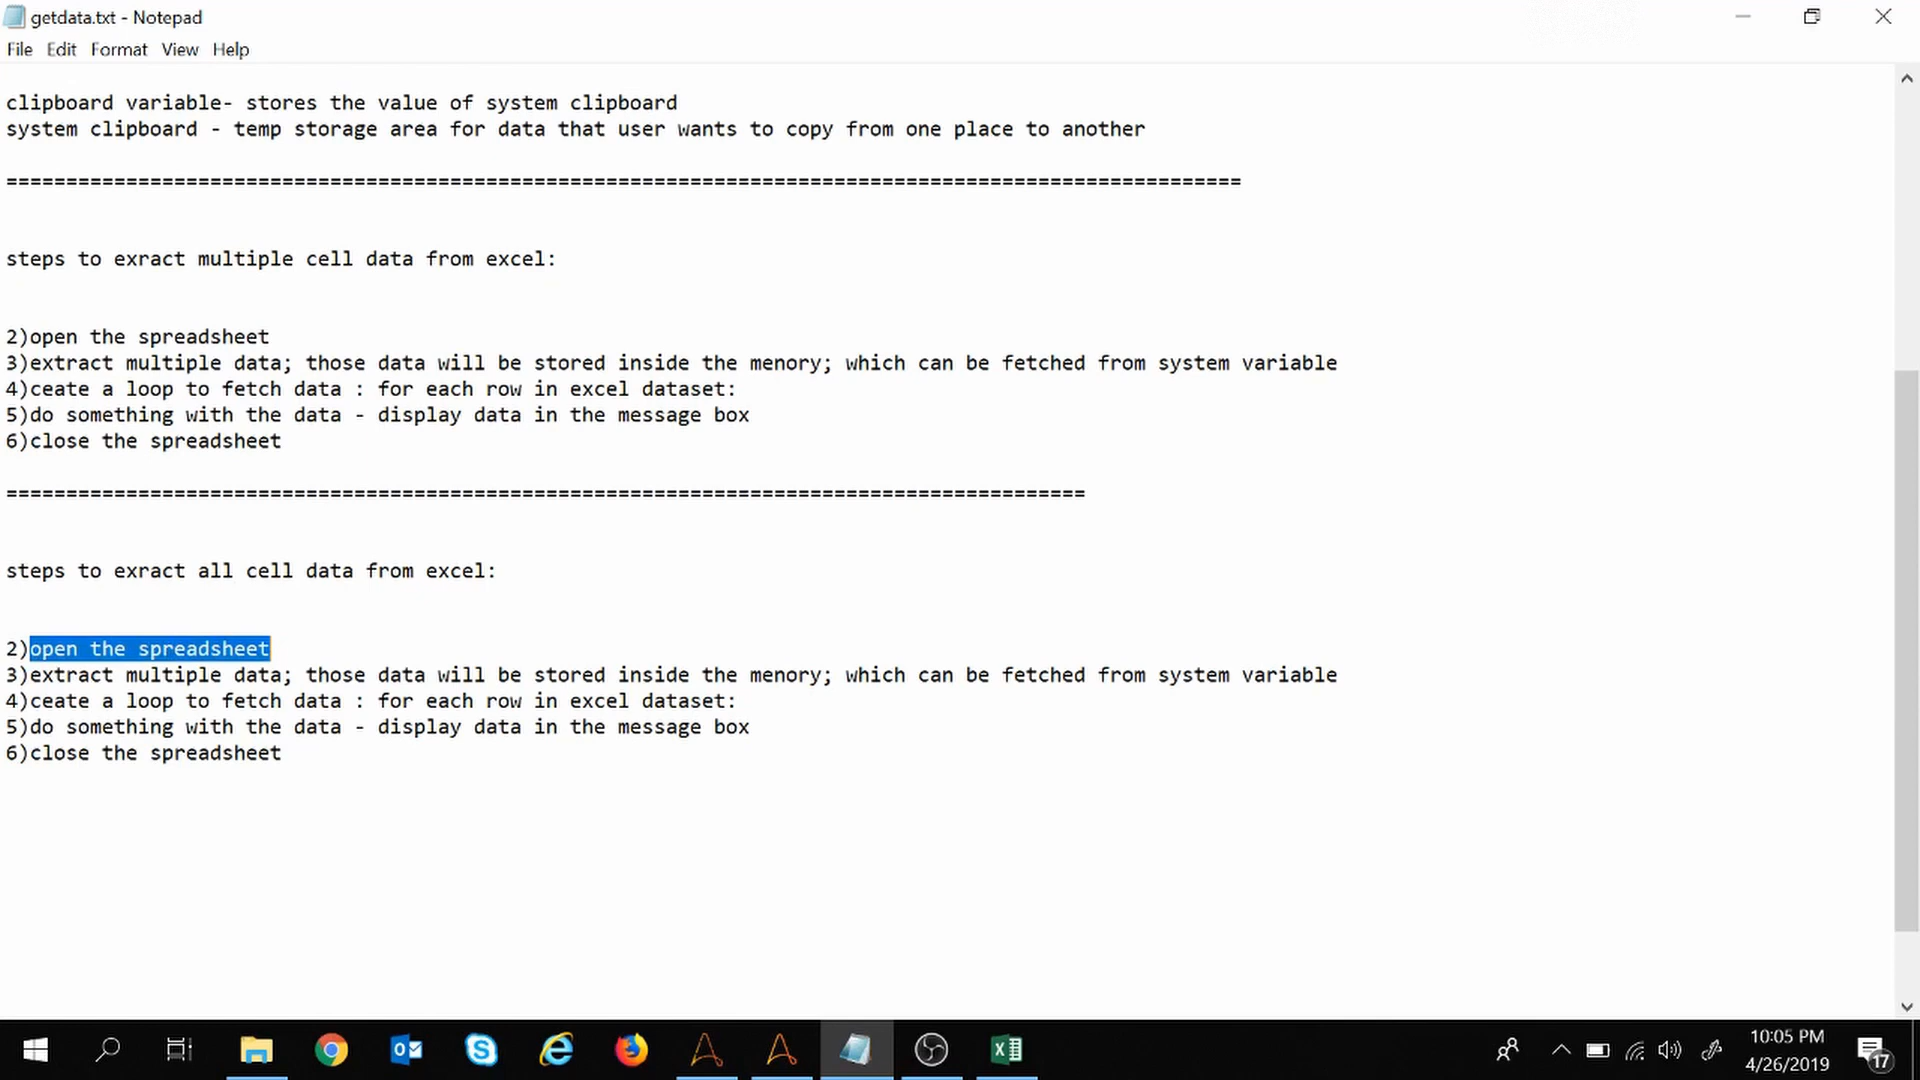 getdata.txt - Notepad
File Edit Format View Help
clipboard variable- stores the value of system clipboard
system clipboard - temp storage area for data that user wants to copy from one place to another
=======================================================================================================
steps to exract multiple cell data from excel:
2)open the spreadsheet
3)extract multiple data; those data will be stored inside the menory; which can be fetched from system variable
4)ceate a loop to fetch data : for each row in excel dataset:
5)do something with the data - display data in the message box
6)close the spreadsheet
==========================================================================================
steps to exract all cell data from excel:
2)open the spreadsheet
3)extract multiple data; those data will be stored inside the menory; which can be fetched from system variable
4)ceate a loop to fetch data : for each row in excel dataset:
5)do something with the data - display data in the message box
6)close the spreadsheet
10:05 PM
4/26/2019
17